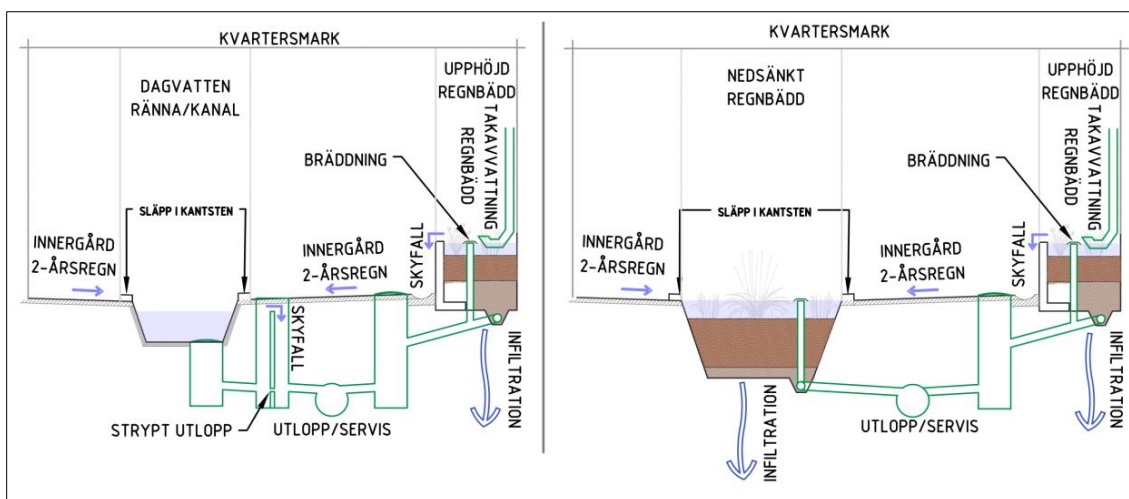 KVARTERSMARK
DAGVATTEN
RÄNNA/KANAL
UPPHÖJD
REGNBÄDD
TAKAVVATTNING
REGNBÄDD
BRÄDDNING
SLÄPP I KANTSTEN
INNERGÅRD
2-ÅRSREGN
INNERGÅRD
2-ÅRSREGN
SKYFALL
SKYFALL
INFILTRATION
STRYPT UTLOPP
UTLOPP/SERVIS
KVARTERSMARK
NEDSÄNKT
REGNBÄDD
UPPHÖJD
REGNBÄDD
TAKAVVATTNING
REGNBÄDD
BRÄDDNING
SLÄPP I KANTSTEN
INNERGÅRD
2-ÅRSREGN
INNERGÅRD
2-ÅRSREGN
SKYFALL
INFILTRATION
INFILTRATION
UTLOPP/SERVIS